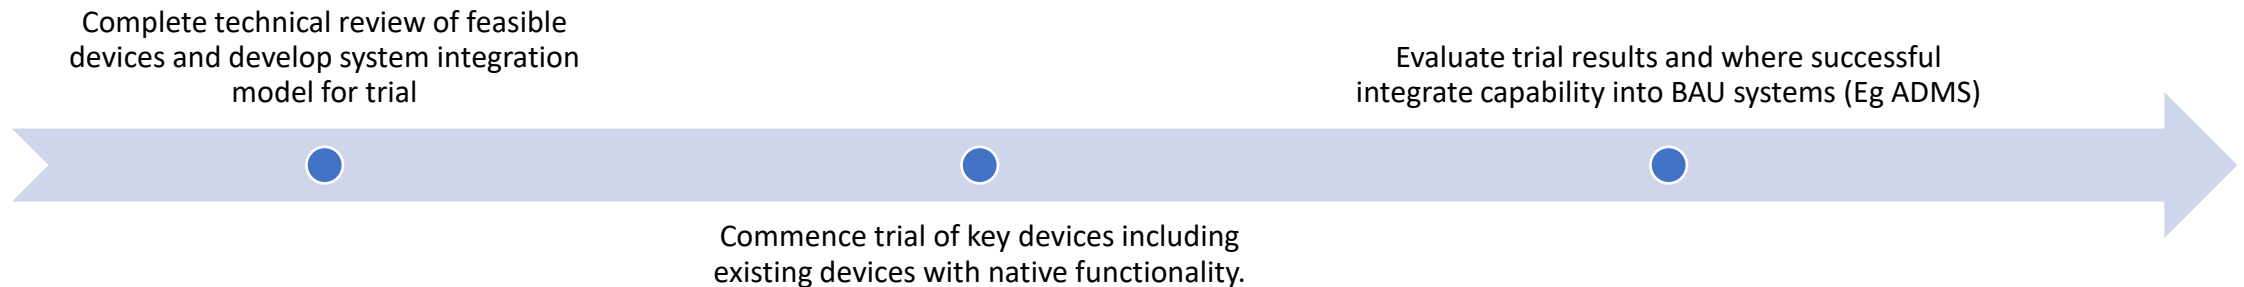 Complete technical review of feasible
devices and develop system integration
model for trial
Commence trial of key devices including
existing devices with native functionality.
Evaluate trial results and where successful
integrate capability into BAU systems (Eg ADMS)